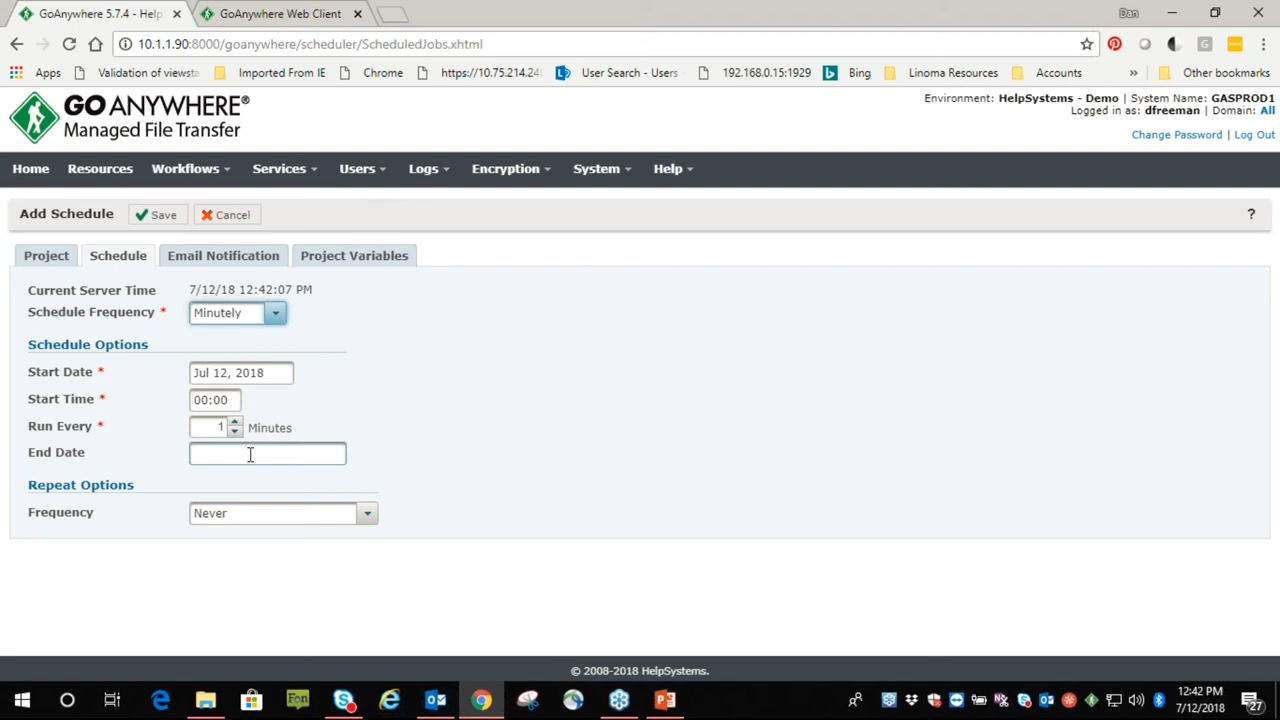 GoAnywhere 5.7.4 - Help
GoAnywhere Web Client
Dan
10.1.1.90:8000/goanywhere/scheduler/ScheduledJobs.xhtml
Apps Validation of viewsta Imported From IE Chrome https://10.75.214.24 User Search - Users 192.168.0.15:1929 Bing Linoma Resources Accounts » Other bookmarks
GO ANYWHERE®
Managed File Transfer
Environment: HelpSystems - Demo | System Name: GASPROD1
Logged in as: dfreeman | Domain: All
Change Password | Log Out
Home Resources Workflows Services Users Logs Encryption System Help
Add Schedule Save Cancel ?
Project Schedule Email Notification Project Variables
Current Server Time 7/12/18 12:42:07 PM
Schedule Frequency * Minutely
Schedule Options
Start Date * Jul 12, 2018
Start Time * 00:00
Run Every * 1 Minutes
End Date
Repeat Options
Frequency Never
© 2008-2018 HelpSystems.
Fon
12:42 PM
7/12/2018
27